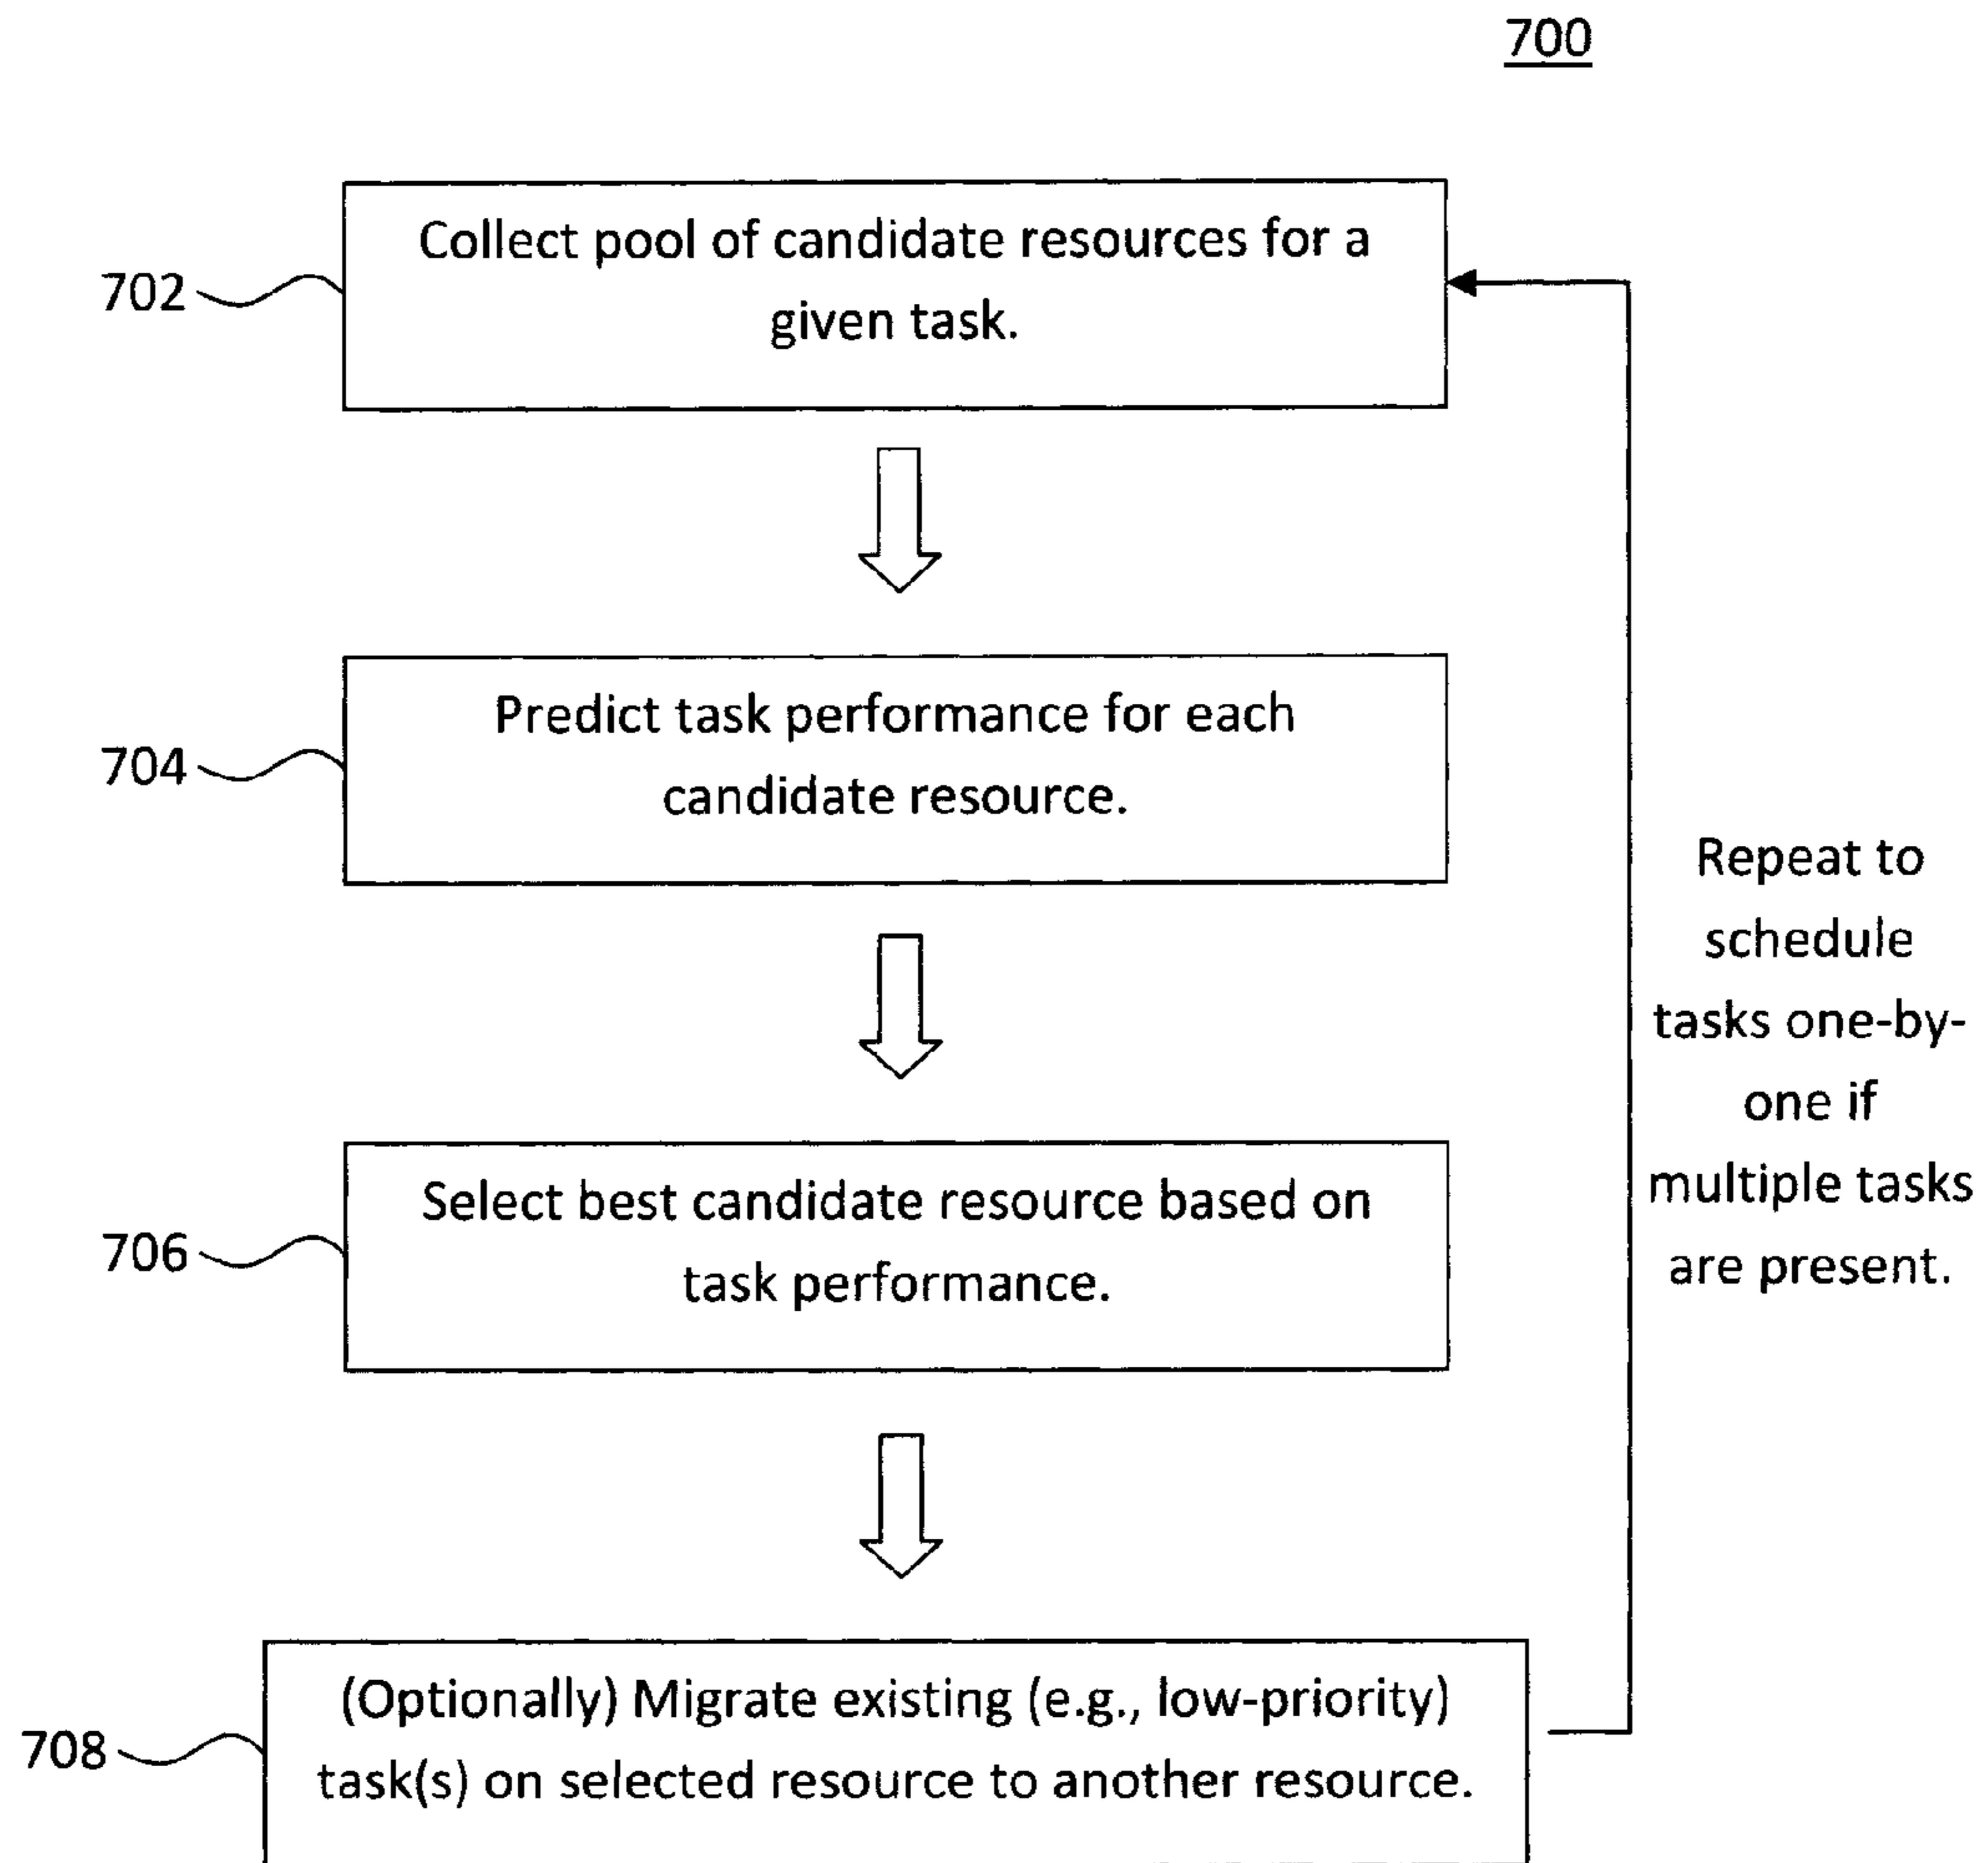 700
702
Collect pool of candidate resources for a
given task.
704
Predict task performance for each
candidate resource.
706
Select best candidate resource based on
task performance.
708
(Optionally) Migrate existing (e.g., low-priority)
task(s) on selected resource to another resource.
Repeat to
schedule
tasks one-by-
one if
multiple tasks
are present.